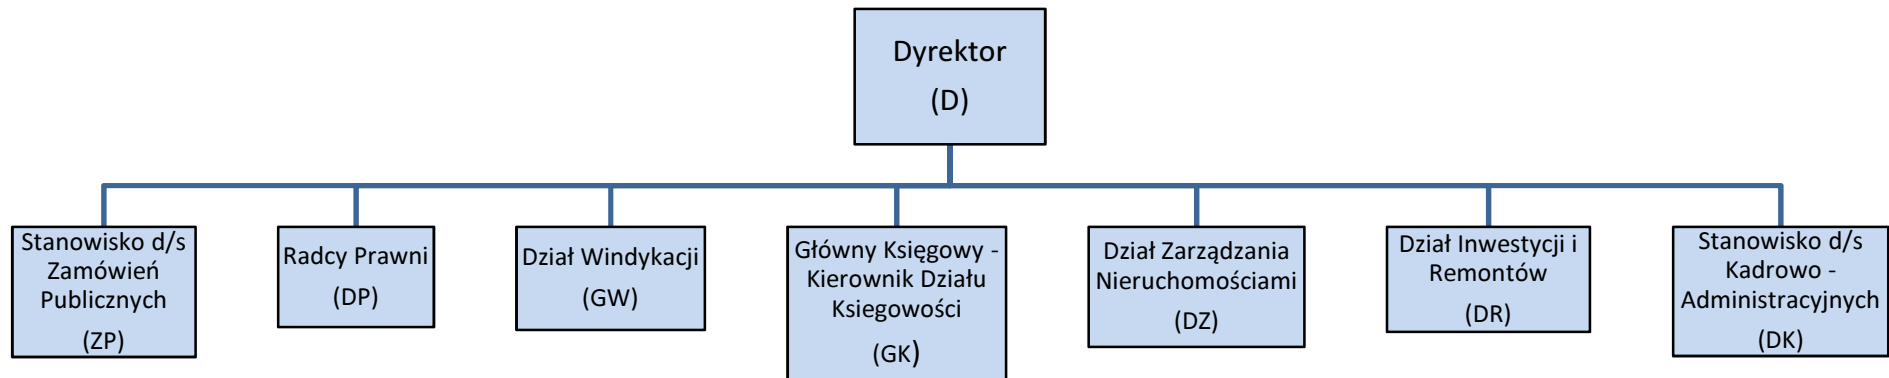 Dyrektor
(D)
Stanowisko d/s
Zamówień
Publicznych
(ZP)
Radcy Prawni
(DP)
Dział Windykacji
(GW)
Główny Księgowy -
Kierownik Działu
Ksiegowości
(GK)
Dział Zarządzania
Nieruchomościami
(DZ)
Dział Inwestycji i
Remontów
(DR)
Stanowisko d/s
Kadrowo -
Administracyjnych
(DK)